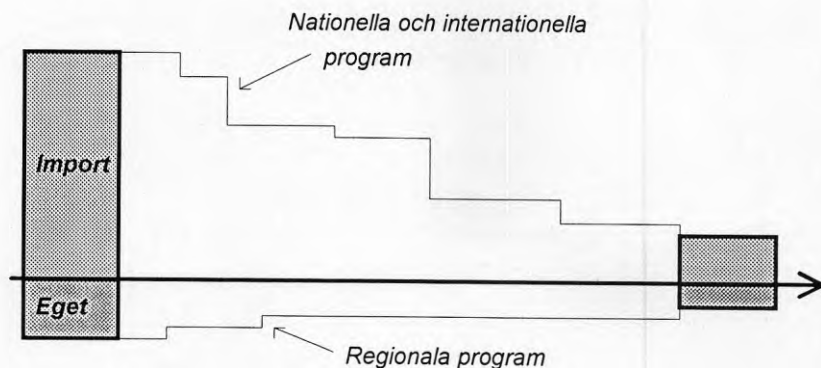 Nationella och internationella
program
Import
Eget
Regionala program